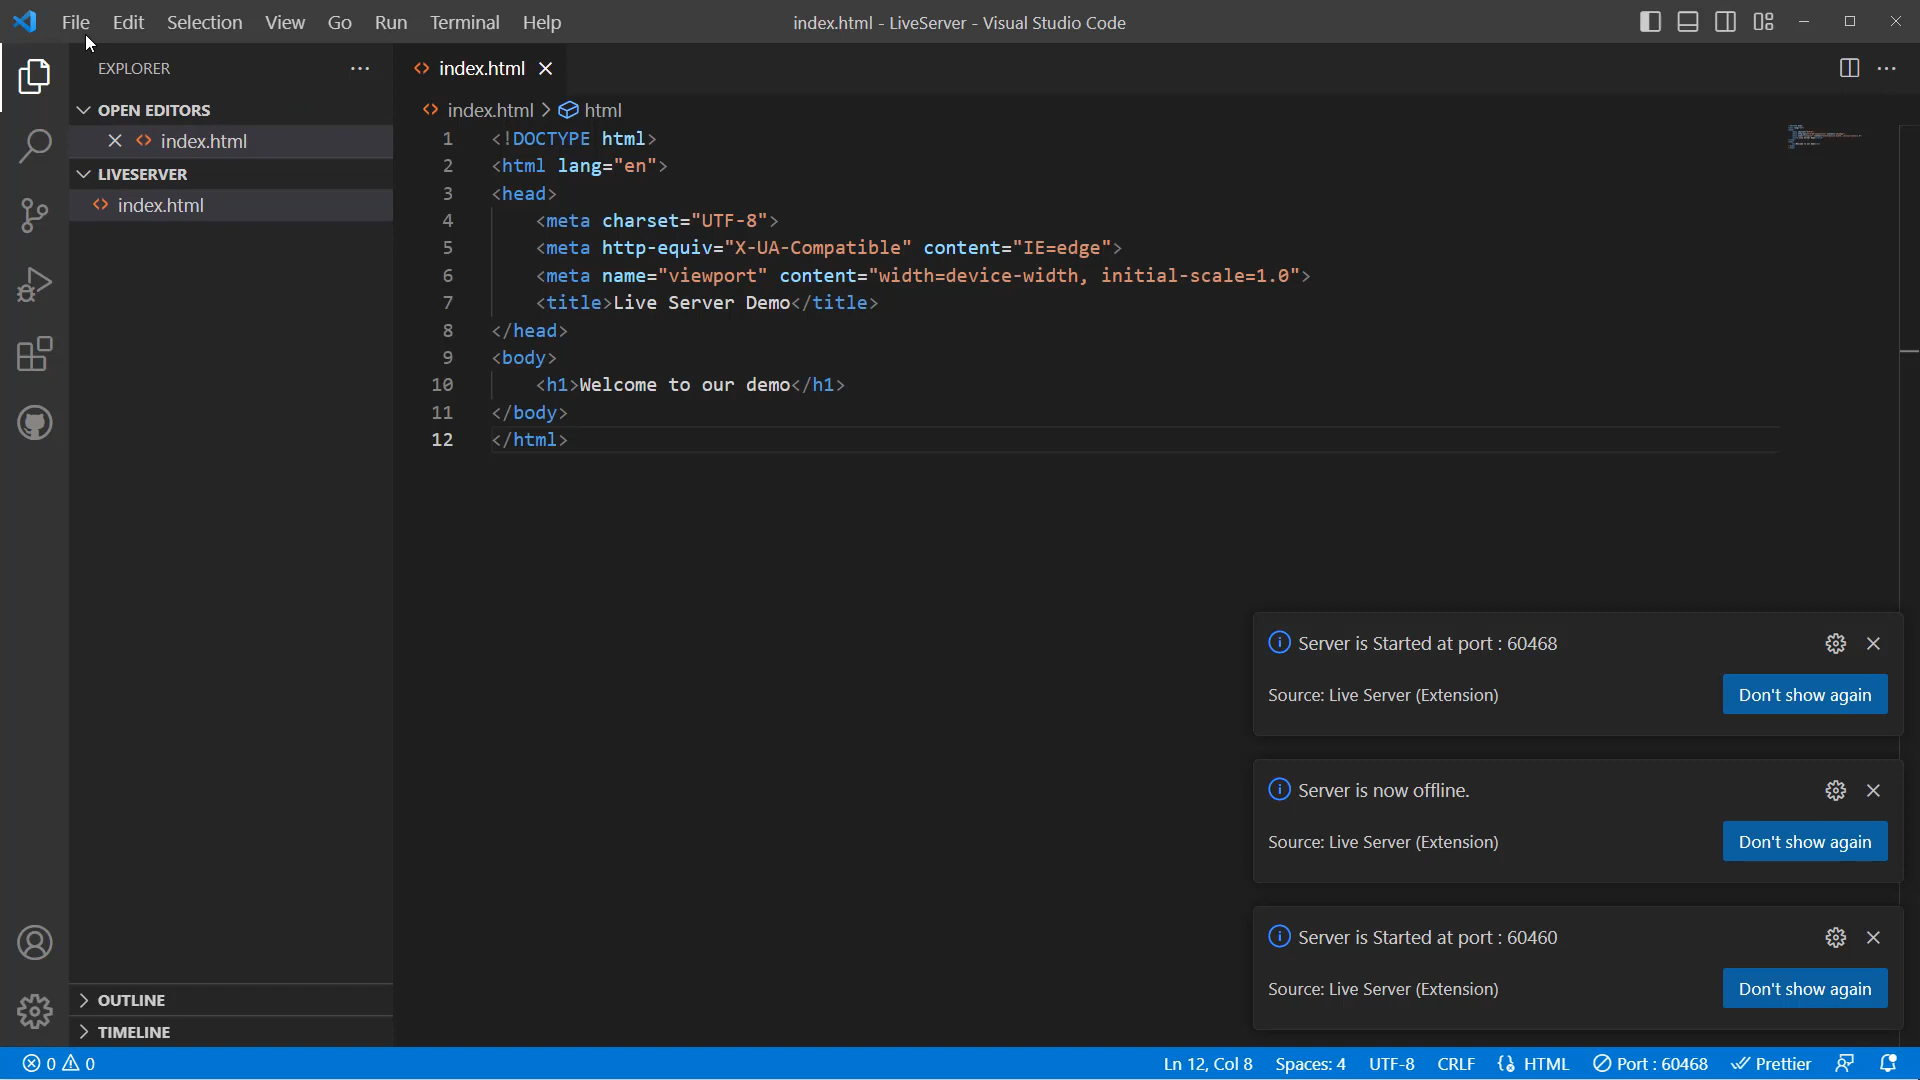 File Edit Selection View Go Run Terminal Help
index.html - LiveServer - Visual Studio Code
EXPLORER
OPEN EDITORS
index.html
LIVESERVER
index.html
OUTLINE
TIMELINE
index.html
index.html > html
1 <!DOCTYPE html>
2 <html lang="en">
3 <head>
4 <meta charset="UTF-8">
5 <meta http-equiv="X-UA-Compatible" content="IE=edge">
6 <meta name="viewport" content="width=device-width, initial-scale=1.0">
7 <title>Live Server Demo</title>
8 </head>
9 <body>
10 <h1>Welcome to our demo</h1>
11 </body>
12 </html>
Server is Started at port : 60468
Source: Live Server (Extension) Don't show again
Server is now offline.
Source: Live Server (Extension) Don't show again
Server is Started at port : 60460
Source: Live Server (Extension) Don't show again
0 0 Ln 12, Col 8 Spaces: 4 UTF-8 CRLF HTML Port : 60468 Prettier